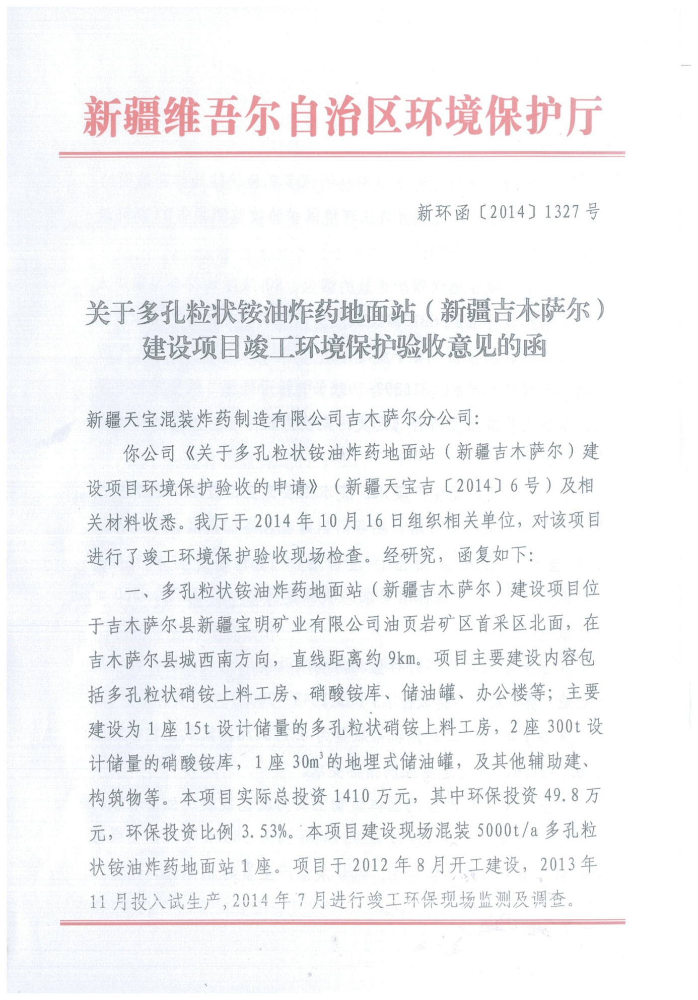 新疆维吾尔自治区环境保护厅
新环函〔2014〕1327号
关于多孔粒状铵油炸药地面站（新疆吉木萨尔）
建设项目竣工环境保护验收意见的函
新疆天宝混装炸药制造有限公司吉木萨尔分公司：
你公司《关于多孔粒状铵油炸药地面站（新疆吉木萨尔）建
设项目环境保护验收的申请》（新疆天宝吉〔2014〕6号）及相
关材料收悉。我厅于2014年10月16日组织相关单位，对该项目
进行了竣工环境保护验收现场检查。经研究，函复如下：
一、多孔粒状铵油炸药地面站（新疆吉木萨尔）建设项目位
于吉木萨尔县新疆宝明矿业有限公司油页岩矿区首采区北面，在
吉木萨尔县城西南方向，直线距离约9km。项目主要建设内容包
括多孔粒状硝铵上料工房、硝酸铵库、储油罐、办公楼等；主要
建设为1座15t设计储量的多孔粒状硝铵上料工房，2座300t设
计储量的硝酸铵库，1座30m³的地埋式储油罐，及其他辅助建、
构筑物等。本项目实际总投资1410万元，其中环保投资49.8万
元，环保投资比例3.53%。本项目建设现场混装5000t/a多孔粒
状铵油炸药地面站1座。项目于2012年8月开工建设，2013年
11月投入试生产,2014年7月进行竣工环保现场监测及调查。